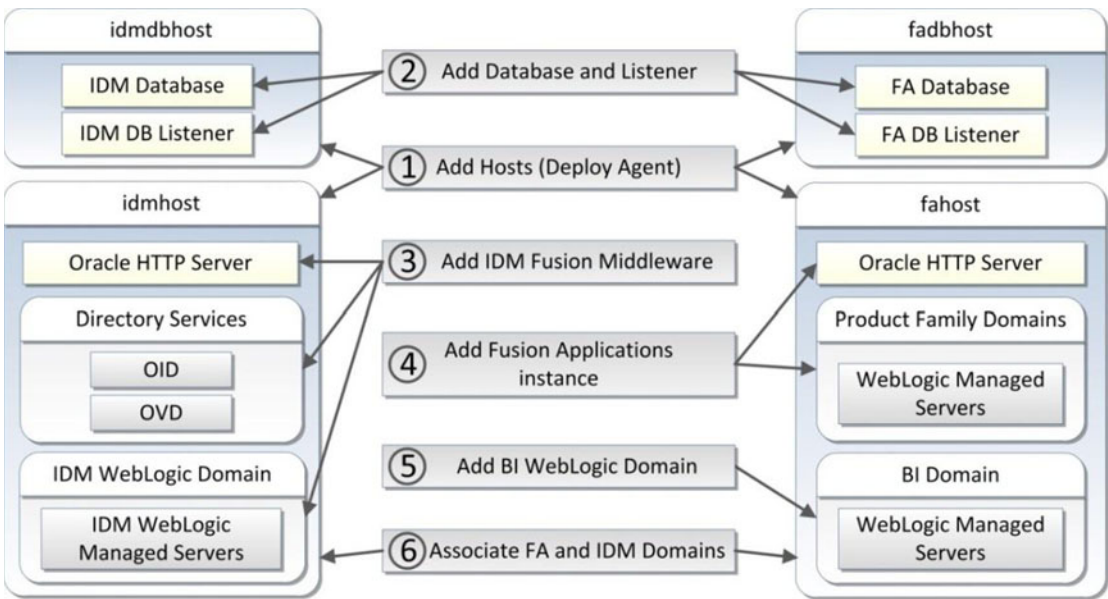 idmdbhost
IDM Database
IDM DB Listener
idmhost
Oracle HTTP Server
Directory Services
OID
OVD
IDM WebLogic Domain
IDM WebLogic
Managed Servers
② Add Database and Listener
① Add Hosts (Deploy Agent)
③ Add IDM Fusion Middleware
④ Add Fusion Applications
instance
⑤ Add BI WebLogic Domain
⑥ Associate FA and IDM Domains
fadbhost
FA Database
FA DB Listener
fahost
Oracle HTTP Server
Product Family Domains
WebLogic Managed
Servers
BI Domain
WebLogic Managed
Servers